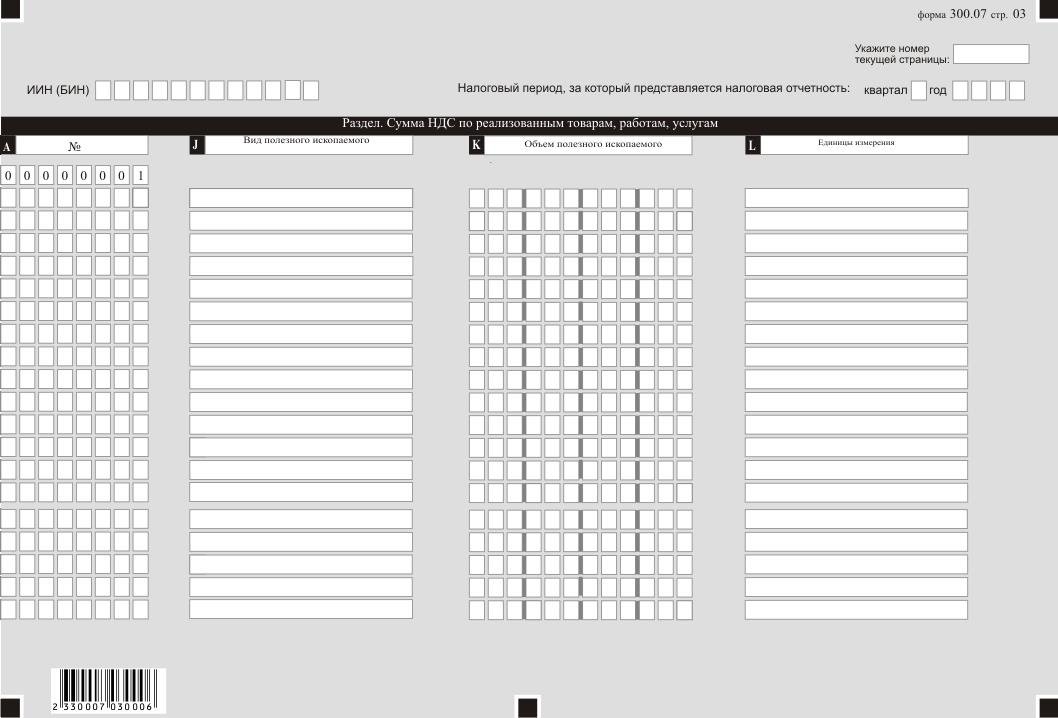 форма 300.07 стр. 03
Укажите номер
текущей страницы:
ИИН (БИН)
Налоговый период, за который представляется налоговая отчетность: квартал год
Раздел. Сумма НДС по реализованным товарам, работам, услугам
A № J Вид полезного ископаемого K Объем полезного ископаемого L Единицы измерения
0 0 0 0 0 0 0 1
2 330007 030006